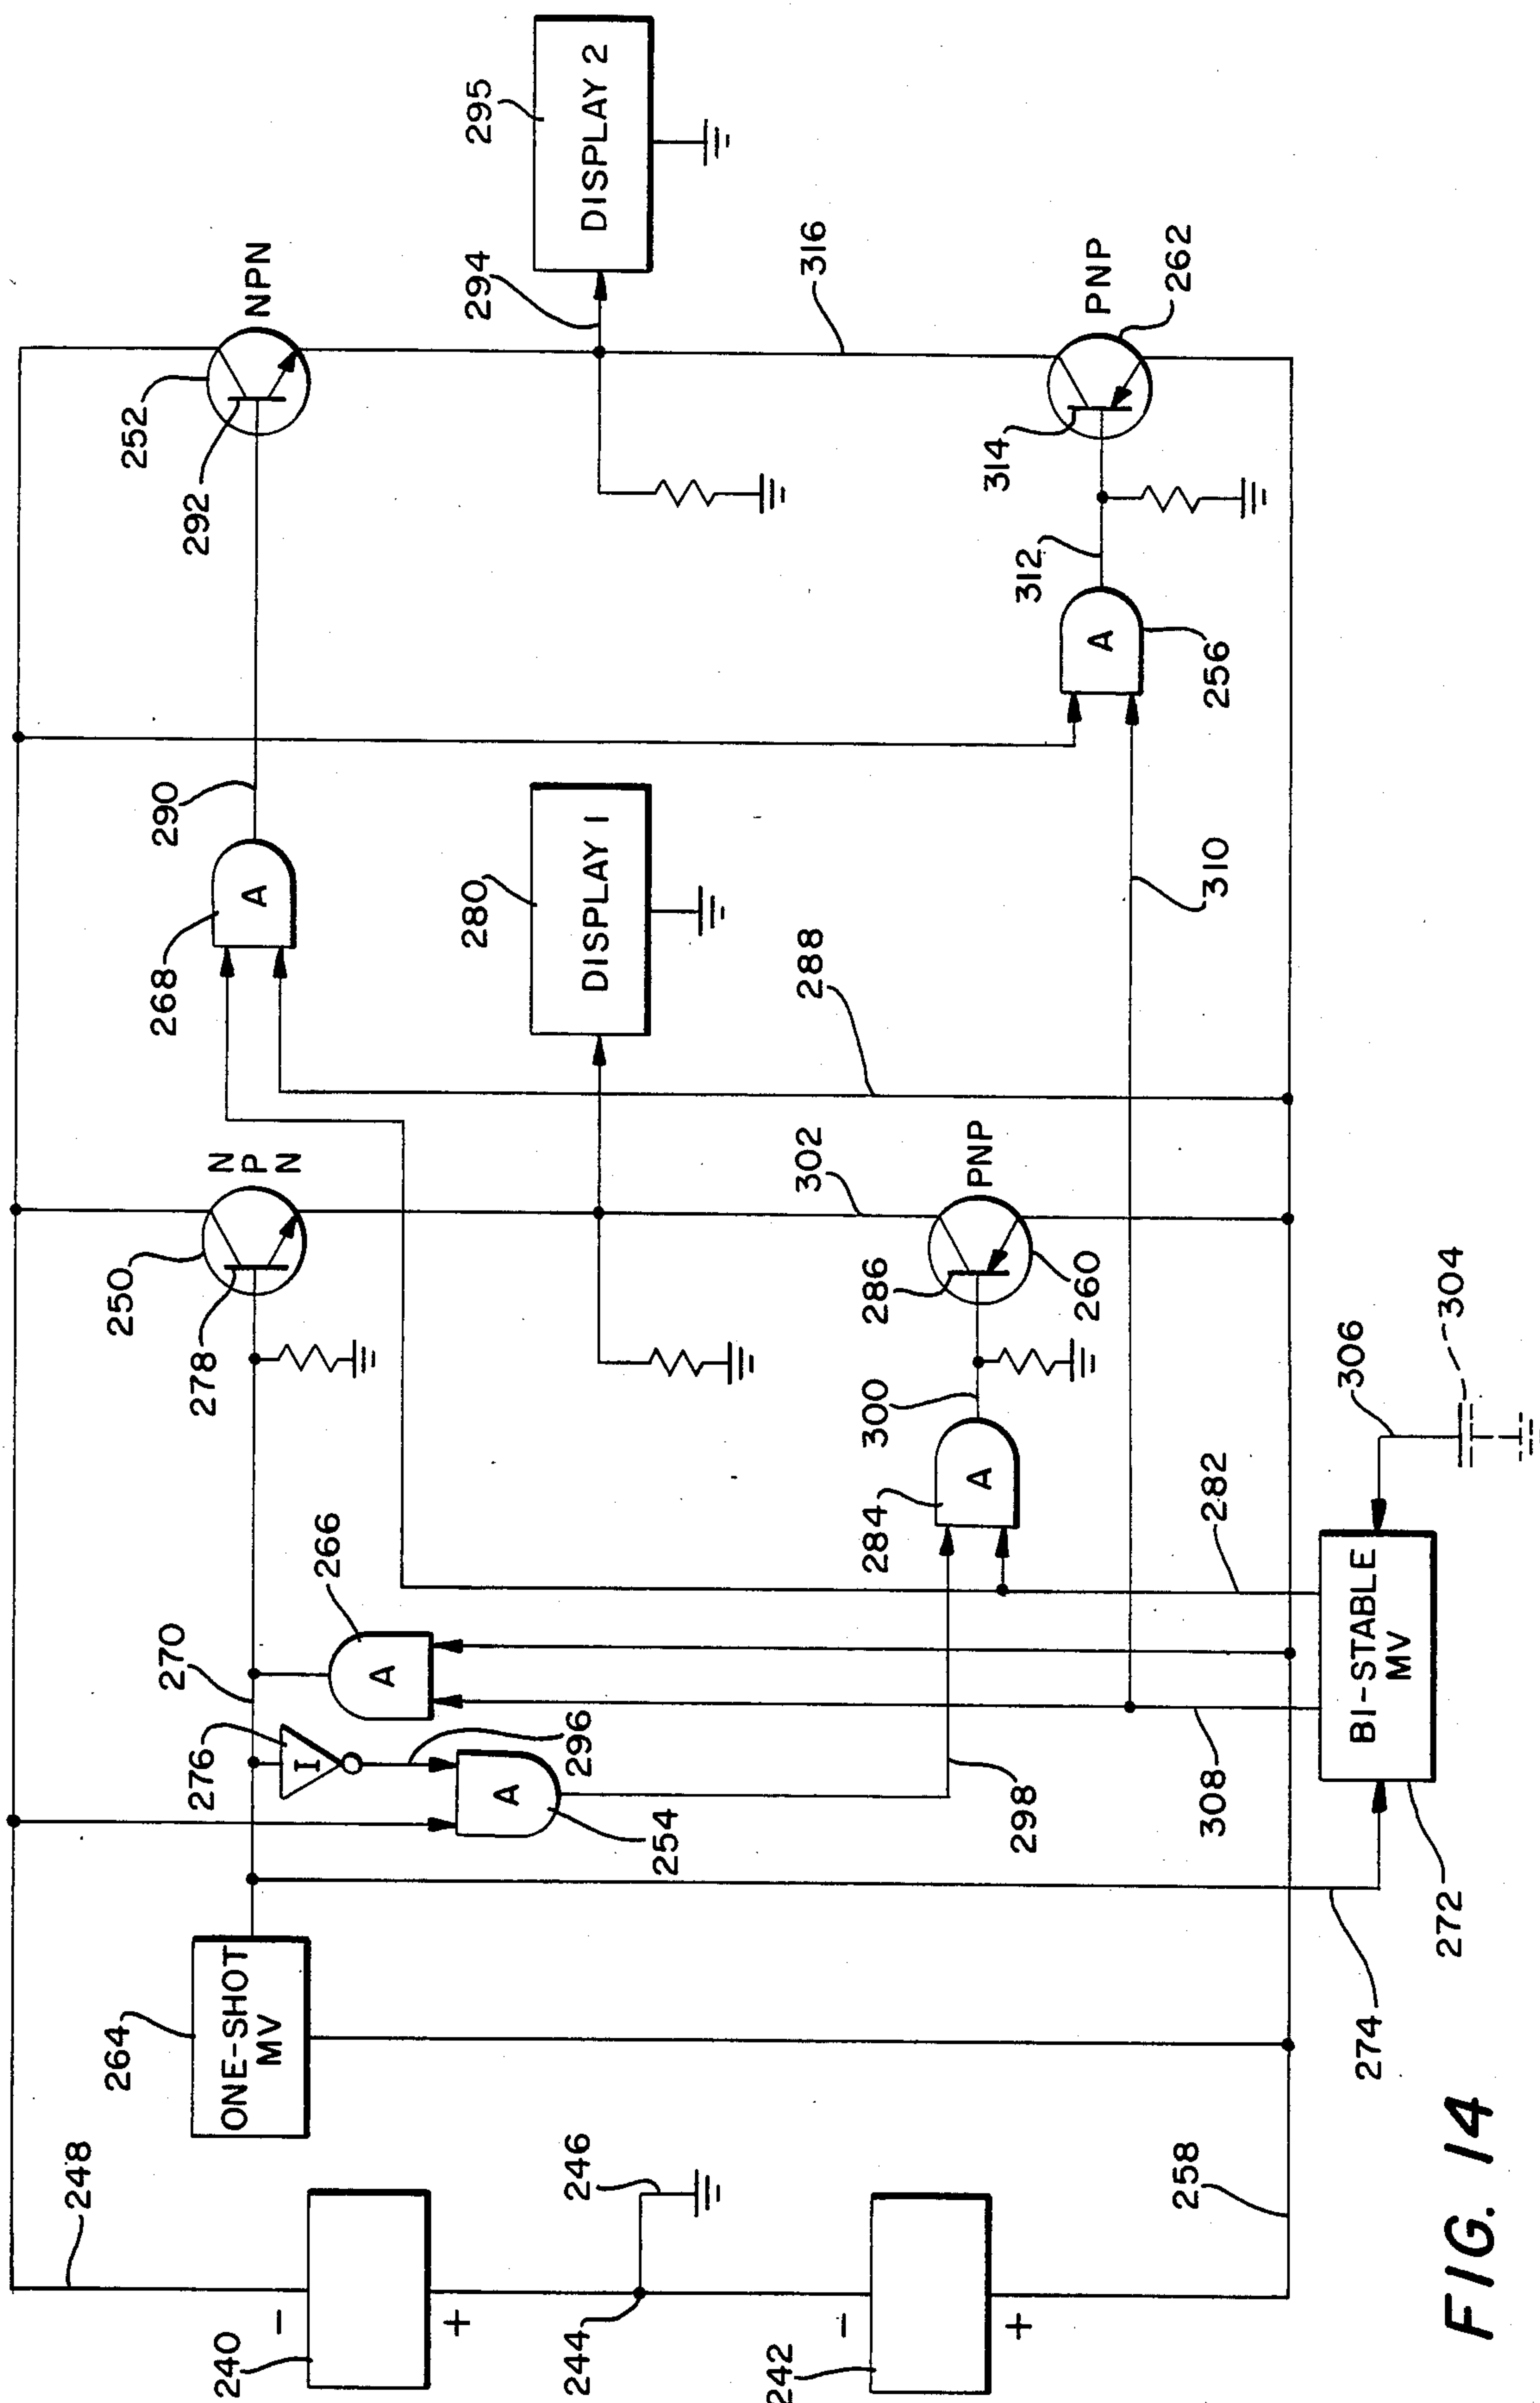 248
240
−
+
244
246
242
−
+
258
264
ONE-SHOT
MV
270
276
I
296
A
254
266
A
298
308
274
272
BI-STABLE
MV
282
306
304
250
278
N
P
N
284
A
300
286
260
PNP
302
288
268
A
290
280
DISPLAY 1
310
252
292
NPN
294
295
DISPLAY 2
316
256
A
312
314
PNP
262
FIG. 14